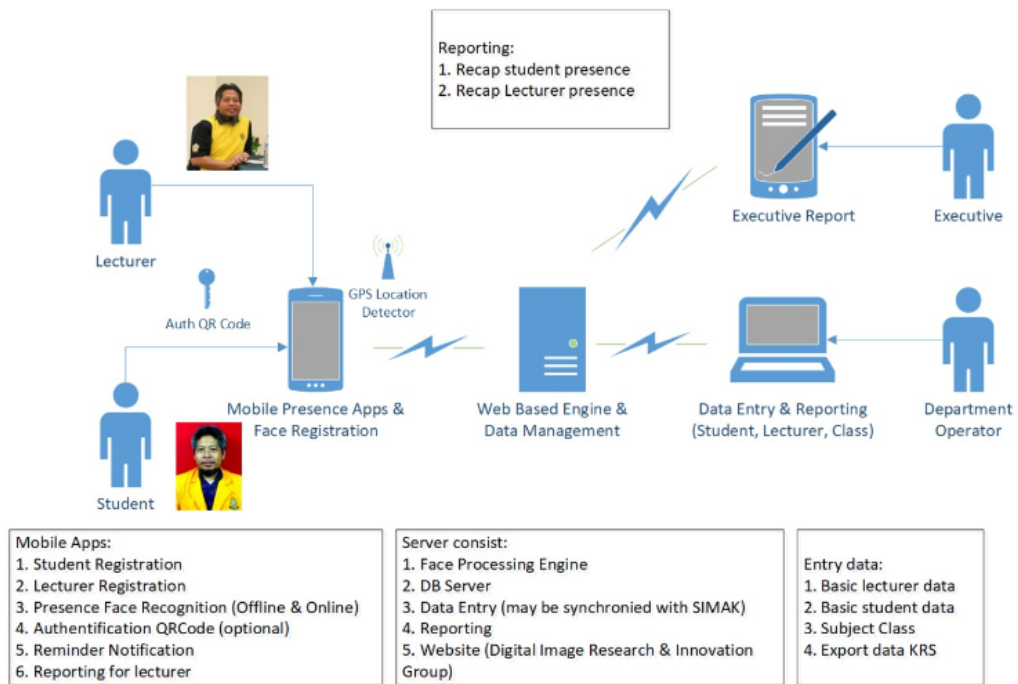 Reporting:
1. Recap student presence
2. Recap Lecturer presence
Lecturer
Executive Report
Executive
GPS Location
Detector
Auth QR Code
Mobile Presence Apps &
Face Registration
Web Based Engine &
Data Management
Data Entry & Reporting
(Student, Lecturer, Class)
Department
Operator
Student
Mobile Apps:
1. Student Registration
2. Lecturer Registration
3. Presence Face Recognition (Offline & Online)
4. Authentification QRCode (optional)
5. Reminder Notification
6. Reporting for lecturer
Server consist:
1. Face Processing Engine
2. DB Server
3. Data Entry (may be synchronied with SIMAK)
4. Reporting
5. Website (Digital Image Research & Innovation
Group)
Entry data:
1. Basic lecturer data
2. Basic student data
3. Subject Class
4. Export data KRS